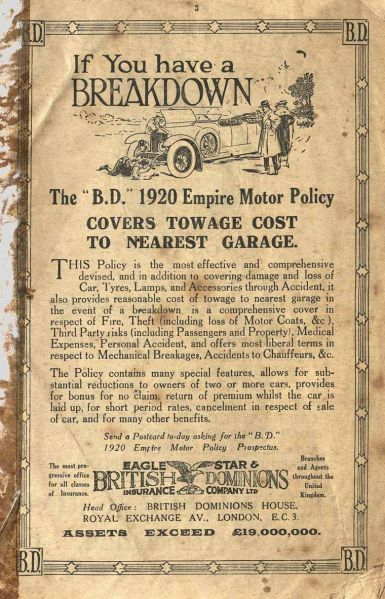 3
B.D.
B.D.
If You have a
BREAKDOWN
The "B.D." 1920 Empire Motor Policy
COVERS TOWAGE COST
TO NEAREST GARAGE.
THIS Policy is the most effective and comprehensive
devised, and in addition to covering damage and loss of
Car, Tyres, Lamps, and Accessories through Accident, it
also provides reasonable cost of towage to nearest garage in
the event of a breakdown, is a comprehensive cover in
respect of Fire, Theft (including loss of Motor Coats, &c.),
Third Party risks (including Passengers and Property), Medical
Expenses, Personal Accident, and offers most liberal terms in
respect to Mechanical Breakages, Accidents to Chauffeurs, &c.
The Policy contains many special features, allows for sub-
stantial reductions to owners of two or more cars, provides
for bonus for no claim, return of premium whilst the car is
laid up, for short period rates, cancelment in respect of sale
of car, and for many other benefits.
Send a Postcard to-day asking for the "B.D."
1920 Empire Motor Policy Prospectus.
The most pro-
gressive office
for all classes
of Insurance.
EAGLE STAR &
BRITISH DOMINIONS
INSURANCE COMPANY LTD
Branches
and Agents
throughout the
United
Kingdom.
Head Office: BRITISH DOMINIONS HOUSE,
ROYAL EXCHANGE AV., LONDON, E.C.3.
ASSETS EXCEED £19,000,000.
B.D.
B.D.